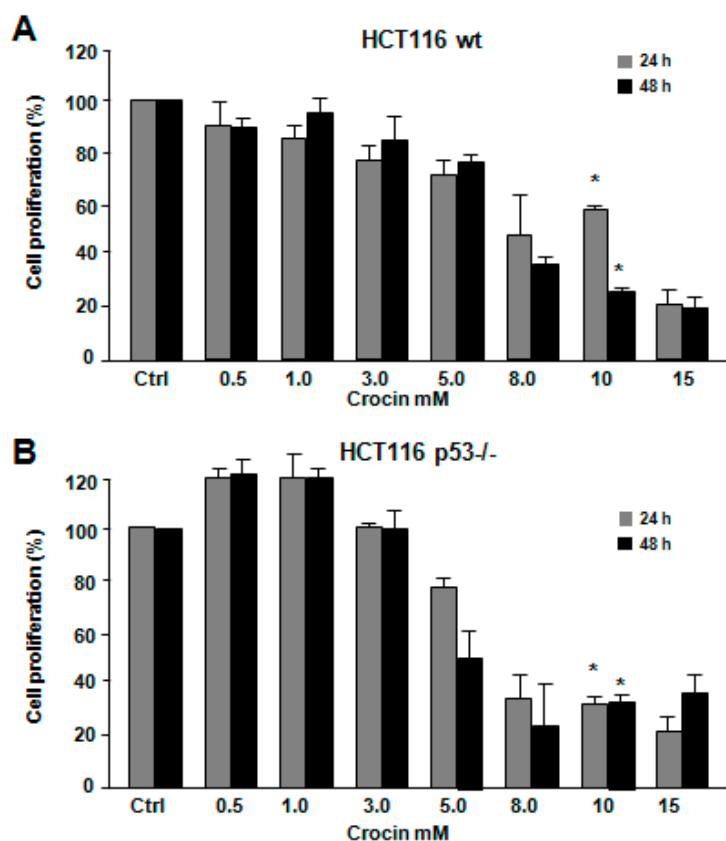 A
HCT116 wt
120
100
80
60
40
20
0
Cell proliferation (%)
24 h
48 h
*
*
Ctrl 0.5 1.0 3.0 5.0 8.0 10 15
Crocin mM
B
HCT116 p53-/-
120
100
80
60
40
20
0
Cell proliferation (%)
24 h
48 h
* *
Ctrl 0.5 1.0 3.0 5.0 8.0 10 15
Crocin mM